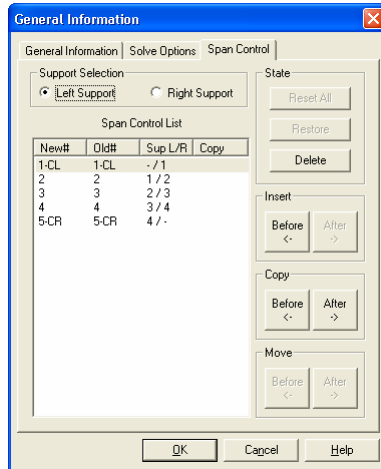 General Information
General Information Solve Options Span Control
Support Selection
Left Support Right Support
Span Control List
New# Old# Sup L/R Copy
1-CL 1-CL - / 1
2 2 1 / 2
3 3 2 / 3
4 4 3 / 4
5-CR 5-CR 4 / -
State
Reset All
Restore
Delete
Insert
Before After
<- ->
Copy
Before After
<- ->
Move
Before After
<- ->
OK Cancel Help